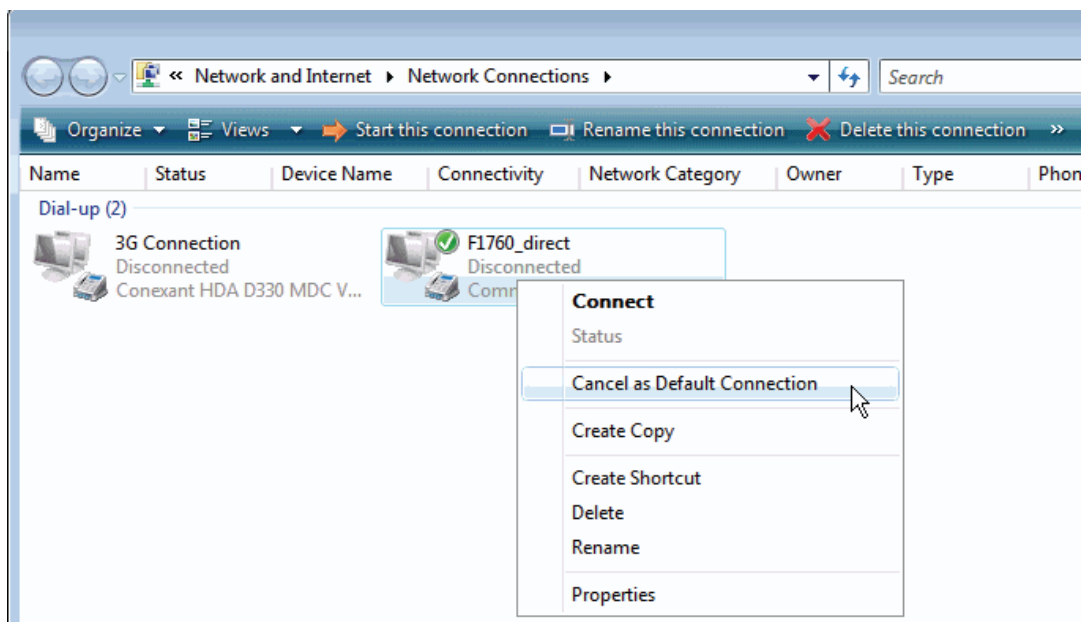 « Network and Internet ▸ Network Connections ▸ Search
Organize Views Start this connection Rename this connection Delete this connection »
Name Status Device Name Connectivity Network Category Owner Type Phon
Dial-up (2)
3G Connection
Disconnected
Conexant HDA D330 MDC V...
F1760_direct
Disconnected
Comm
Connect
Status
Cancel as Default Connection
Create Copy
Create Shortcut
Delete
Rename
Properties